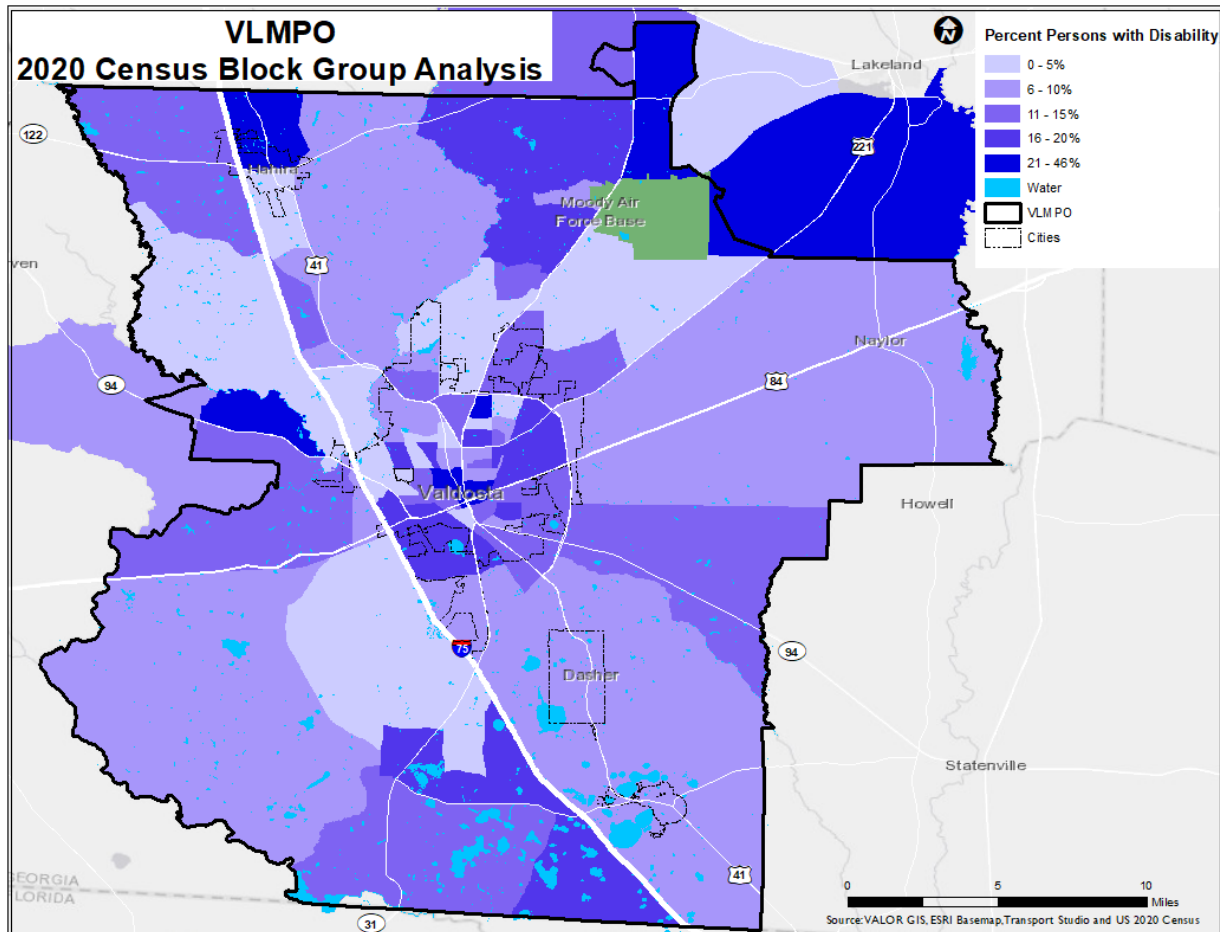 VLMPO
2020 Census Block Group Analysis
N
Percent Persons with Disability
0 - 5%
6 - 10%
11 - 15%
16 - 20%
21 - 46%
Water
VLMPO
Cities
Lakeland
122
221
Hahira
Moody Air
Force Base
ven
41
Naylor
94
84
Valdosta
Howell
75
94
Dasher
Statenville
41
GEORGIA
FLORIDA
31
0 5 10
Miles
Source: VALOR GIS, ESRI Basemap,Transport Studio and US 2020 Census